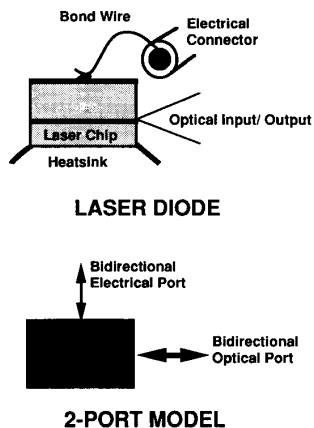 Bond Wire
Electrical
Connector
Optical Input/ Output
Laser Chip
Heatsink
LASER DIODE
Bidirectional
Electrical Port
Bidirectional
Optical Port
2-PORT MODEL